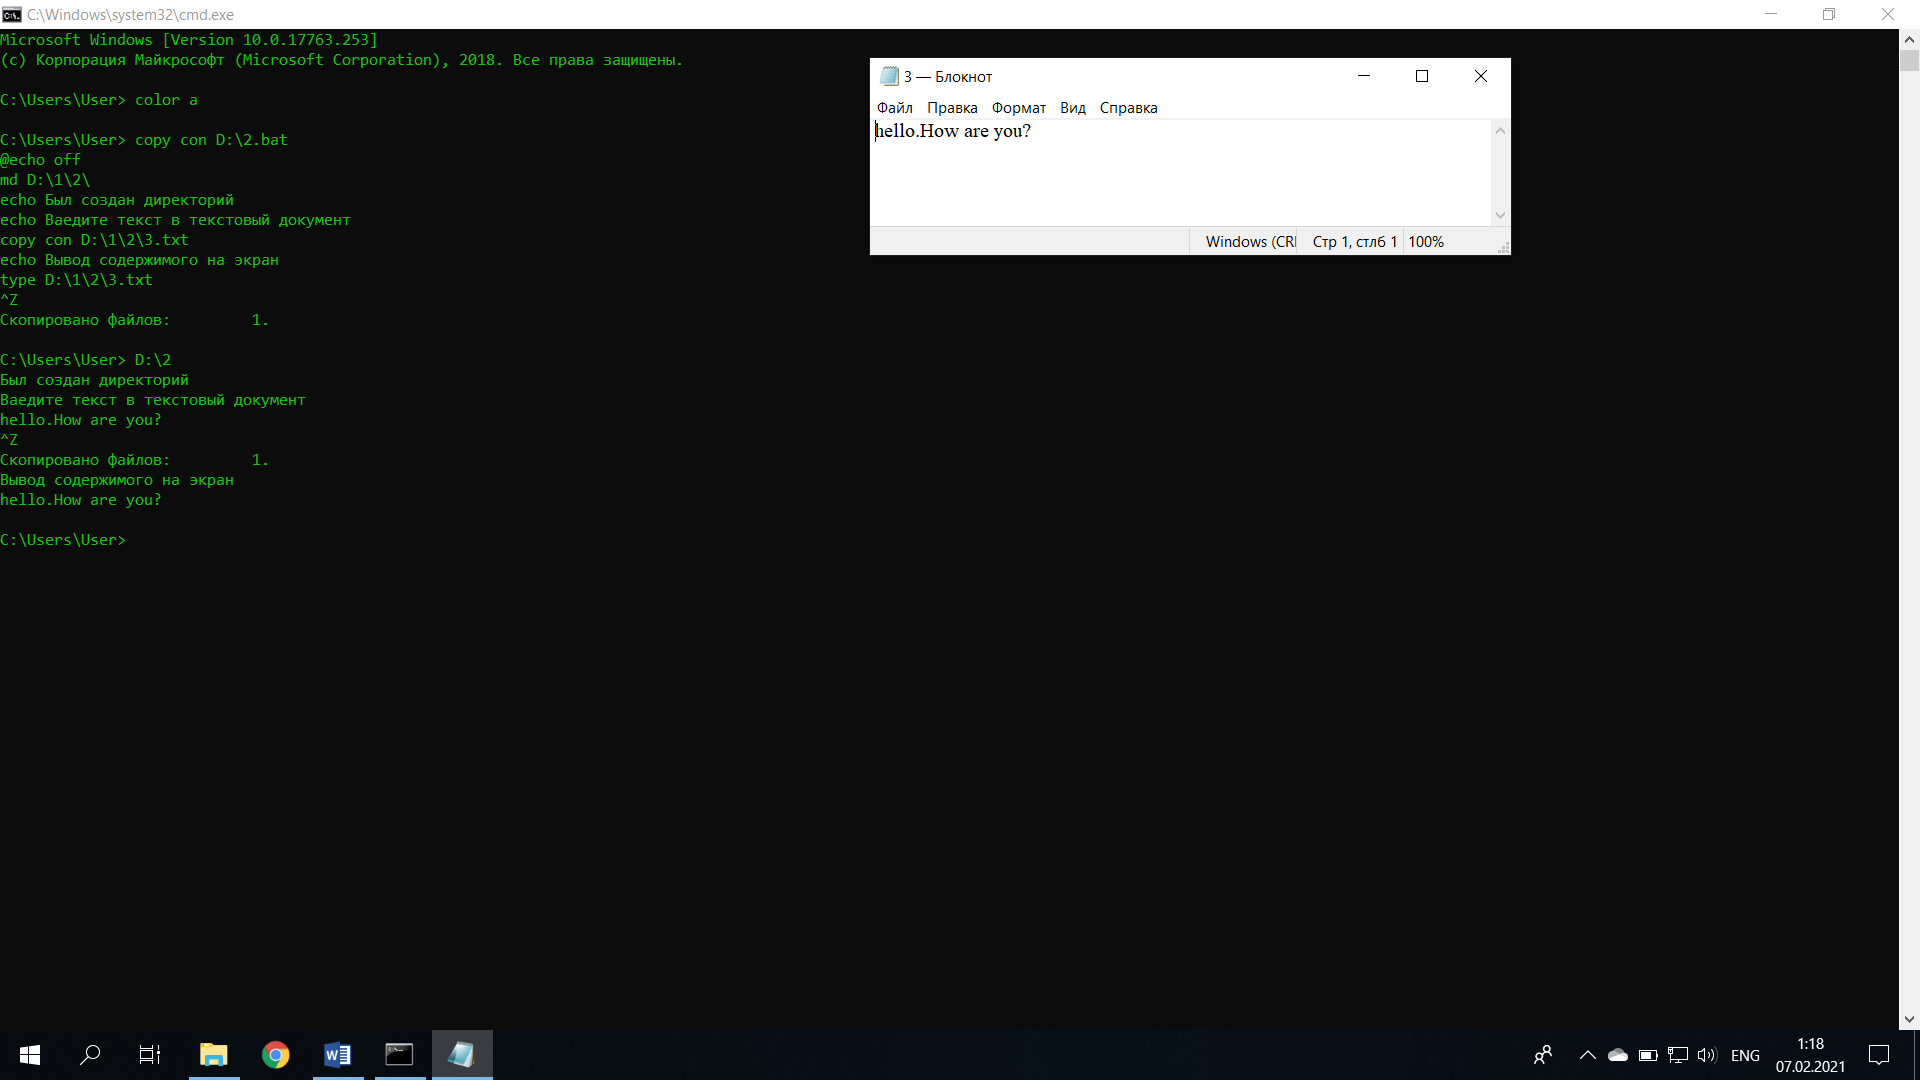 C:\Windows\system32\cmd.exe
Microsoft Windows [Version 10.0.17763.253]
(c) Корпорация Майкрософт (Microsoft Corporation), 2018. Все права защищены.
C:\Users\User> color a
C:\Users\User> copy con D:\2.bat
@echo off
md D:\1\2\
echo Был создан директорий
echo Ваедите текст в текстовый документ
copy con D:\1\2\3.txt
echo Вывод содержимого на экран
type D:\1\2\3.txt
^Z
Скопировано файлов:         1.
C:\Users\User> D:\2
Был создан директорий
Ваедите текст в текстовый документ
hello.How are you?
^Z
Скопировано файлов:         1.
Вывод содержимого на экран
hello.How are you?
C:\Users\User>
3 — Блокнот
Файл Правка Формат Вид Справка
hello.How are you?
Windows (CRI Стр 1, стлб 1 100%
ENG
1:18
07.02.2021